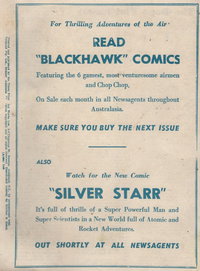 For Thrilling Adventures of the Air
READ
"BLACKHAWK" COMICS
Featuring the 6 gamest, most venturesome airmen
and Chop Chop,
On Sale each month in all Newsagents throughout
Australasia.
MAKE SURE YOU BUY THE NEXT ISSUE
ALSO
Watch for the New Comic
"SILVER STARR"
It's full of thrills of a Super Powerful Man and
Super Scientists in a New World full of Atomic and
Rocket Adventures.
OUT SHORTLY AT ALL NEWSAGENTS